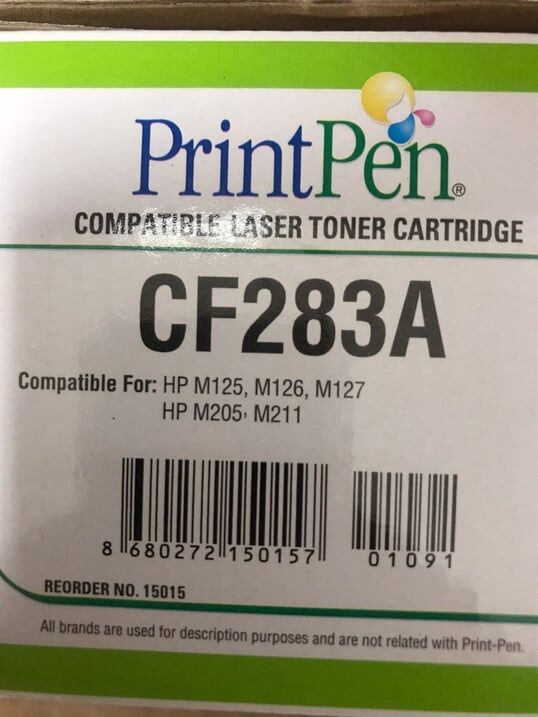 PrintPen®
COMPATIBLE LASER TONER CARTRIDGE
CF283A
Compatible For: HP M125, M126, M127
HP M205, M211
8 680272 150157
01091
REORDER NO. 15015
All brands are used for description purposes and are not related with Print-Pen.